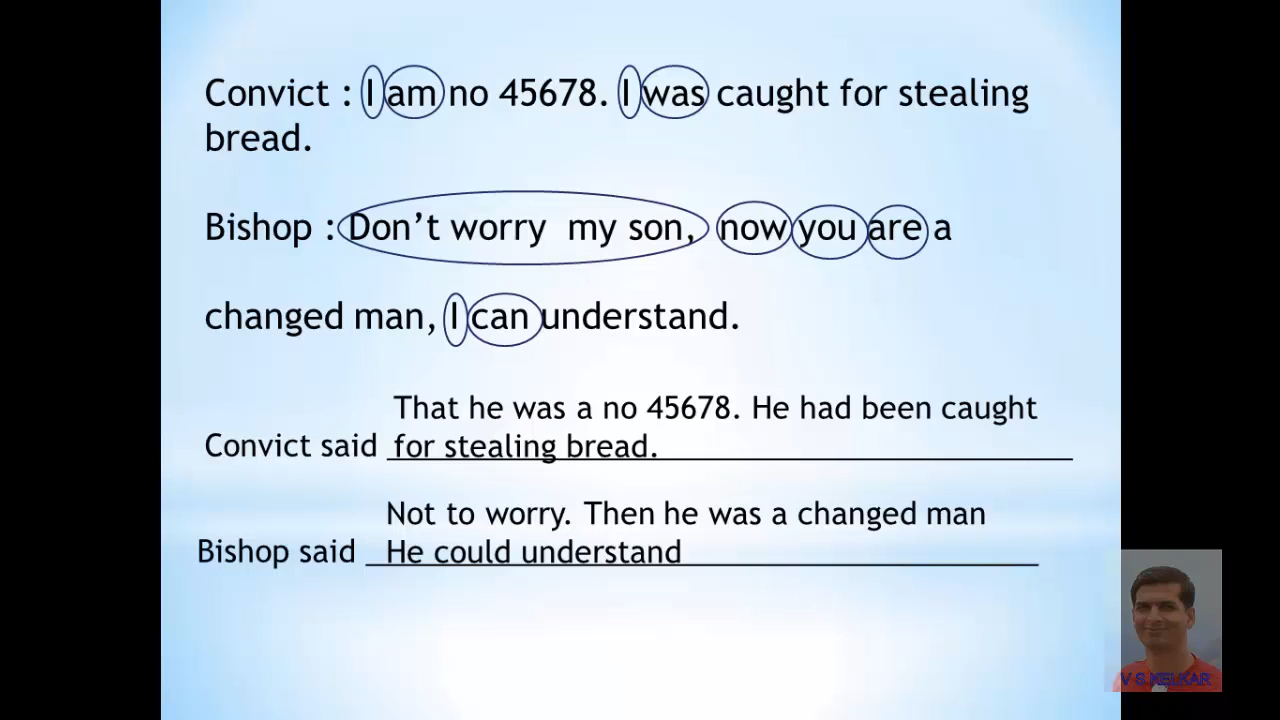 Convict : I am no 45678. I was caught for stealing
bread.
Bishop : Don’t worry my son, now you are a
changed man, I can understand.
That he was a no 45678. He had been caught
Convict said for stealing bread.
Not to worry. Then he was a changed man
Bishop said He could understand
V S KELKAR